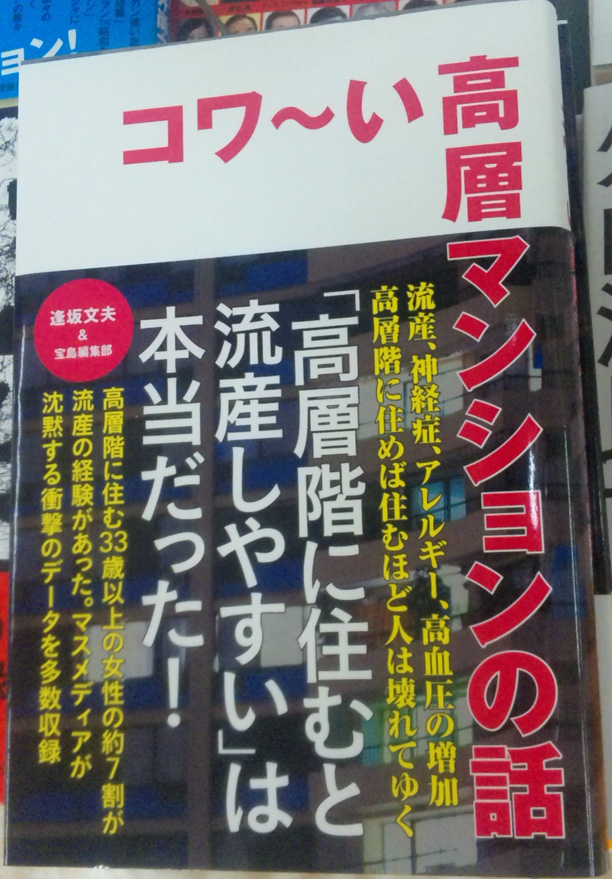 コワ〜い
高層マンションの話
流産、神経症、アレルギー、高血圧の増加
高層階に住めば住むほど人は壊れてゆく
「高層階に住むと
流産しやすい」は
本当だった！
逢坂文夫
&
宝島編集部
高層階に住む33歳以上の女性の約7割が
流産の経験があった。マスメディアが
沈黙する衝撃のデータを多数収録
ョン!